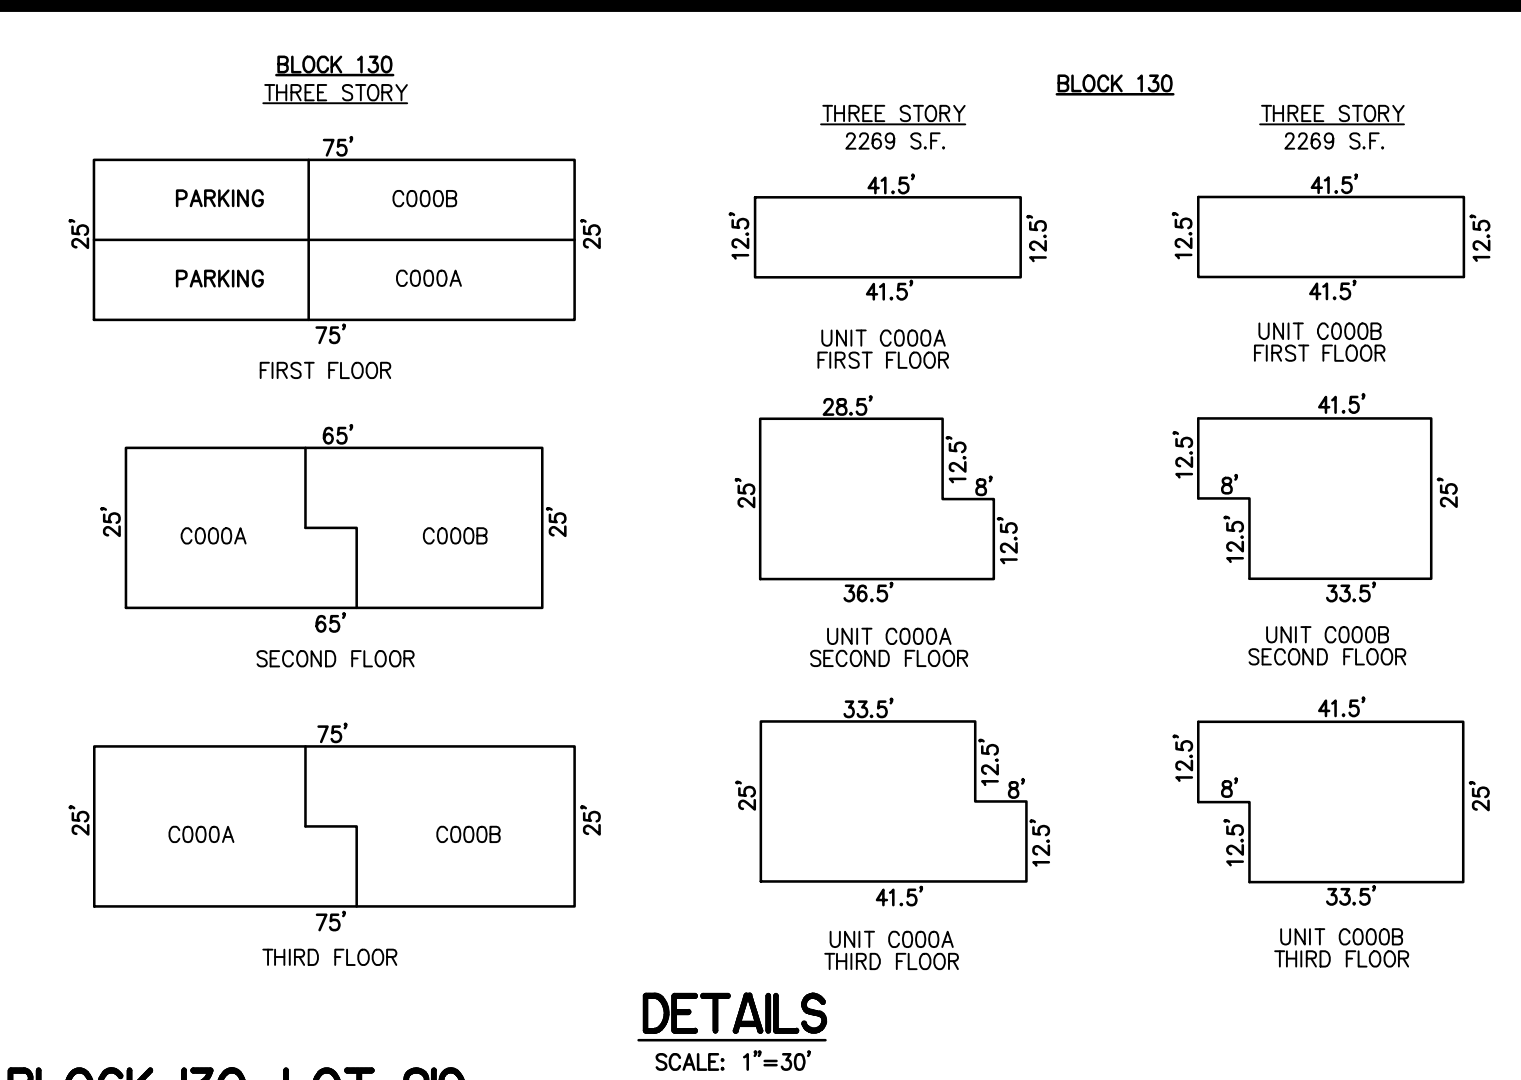 BLOCK 130
THREE STORY
75'
PARKING C000B
25' 25'
PARKING C000A
75'
FIRST FLOOR
65'
25' C000A C000B 25'
65'
SECOND FLOOR
75'
25' C000A C000B 25'
75'
THIRD FLOOR
BLOCK 130
THREE STORY
2269 S.F.
41.5'
12.5' 12.5'
41.5'
UNIT C000A
FIRST FLOOR
28.5'
12.5'
25' 8'
12.5'
36.5'
UNIT C000A
SECOND FLOOR
33.5'
12.5'
25' 8'
12.5'
41.5'
UNIT C000A
THIRD FLOOR
THREE STORY
2269 S.F.
41.5'
12.5' 12.5'
41.5'
UNIT C000B
FIRST FLOOR
41.5'
12.5'
8' 25'
12.5'
33.5'
UNIT C000B
SECOND FLOOR
41.5'
12.5'
8' 25'
12.5'
33.5'
UNIT C000B
THIRD FLOOR
DETAILS
SCALE: 1"=30'
BLOCK 130, LOT